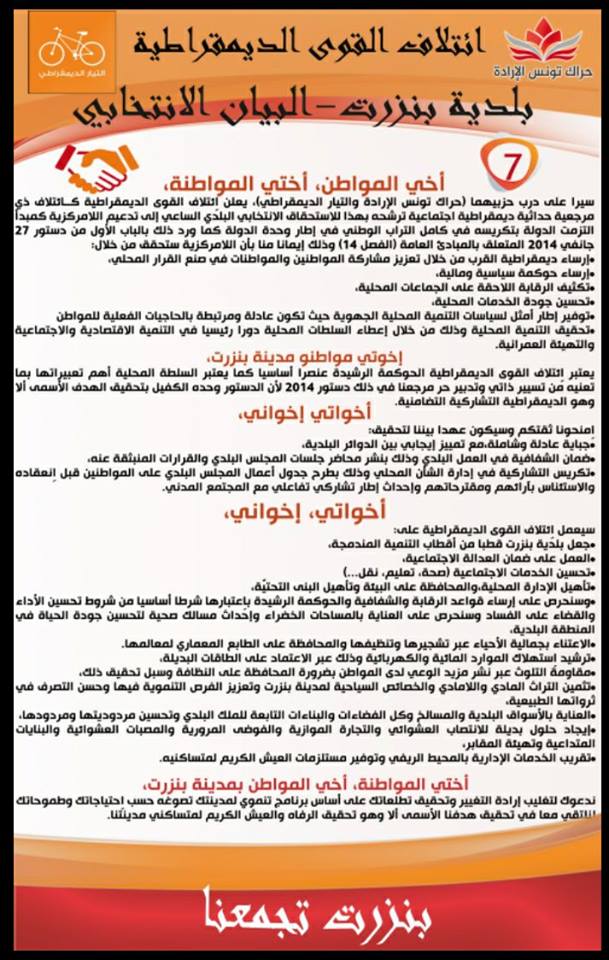 ائتلاف القوى الديمقراطية
التيار الديمقراطي
حراك تونس الإرادة
بلدية بنزرت-البيان الانتخابي
7
أخي المواطن، أختي المواطنة،
سيرا على درب حزبيهما (حراك تونس الإرادة والتيار الديمقراطي)، يعلن ائتلاف القوى الديمقراطية كـائتلاف ذي
مرجعية حداثية ديمقراطية اجتماعية ترشحه بهذا للاستحقاق الانتخابي البلدي الساعي إلى تدعيم اللامركزية كمبدأ
التزمت الدولة بتكريسه في كامل التراب الوطني في إطار وحدة الدولة كما ورد ذلك بالباب الأول من دستور 27
جانفي 2014 المتعلق بالمبادئ العامة (الفصل 14) وذلك إيمانا منا بأن اللامركزية ستحقق من خلال:
•إرساء ديمقراطية القرب من خلال تعزيز مشاركة المواطنين والمواطنات في صنع القرار المحلي،
•إرساء حوكمة سياسية ومالية،
•تكثيف الرقابة اللاحقة على الجماعات المحلية،
•تحسين جودة الخدمات المحلية،
•توفير إطار أمثل لسياسات التنمية المحلية الجهوية حيث تكون عادلة ومرتبطة بالحاجيات الفعلية للمواطن
•تحقيق التنمية المحلية وذلك من خلال إعطاء السلطات المحلية دورا رئيسيا في التنمية الاقتصادية والاجتماعية
والتهيئة العمرانية.
إخوتي مواطنو مدينة بنزرت،
يعتبر ائتلاف القوى الديمقراطية الحوكمة الرشيدة عنصرا أساسيا كما يعتبر السلطة المحلية أهم تعبيراتها بما
تعنيه من تسيير ذاتي وتدبير حر مرجعنا في ذلك دستور 2014 لأن الدستور وحده الكفيل بتحقيق الهدف الأسمى ألا
وهو الديمقراطية التشاركية التضامنية.
أخواتي إخواني،
امنحونا ثقتكم وسيكون عهدا بيننا لتحقيق:
•جباية عادلة وشاملة،مع تمييز إيجابي بين الدوائر البلدية،
•ضمان الشفافية في العمل البلدي وذلك بنشر محاضر جلسات المجلس البلدي والقرارات المنبثقة عنه،
•تكريس التشاركية في إدارة الشأن المحلي وذلك بطرح جدول أعمال المجلس البلدي على المواطنين قبل إنعقاده
والاستئناس بآرائهم ومقترحاتهم وإحداث إطار تشاركي تفاعلي مع المجتمع المدني.
أخواتي، إخواني،
سيعمل ائتلاف القوى الديمقراطية على:
•جعل بلدية بنزرت قطبا من أقطاب التنمية المندمجة،
•العمل على ضمان العدالة الاجتماعية،
•تحسين الخدمات الاجتماعية (صحة، تعليم، نقل...)
•تأهيل الإدارة المحلية،والمحافظة على البيئة وتأهيل البنى التحتيّة،
•وسنحرص على إرساء قواعد الرقابة والشفافية والحوكمة الرشيدة بإعتبارها شرطا أساسيا من شروط تحسين الأداء
والقضاء على الفساد وسنحرص على العناية بالمساحات الخضراء وإحداث مسالك صحية لتحسين جودة الحياة في
المنطقة البلدية،
•الاعتناء بجمالية الأحياء عبر تشجيرها وتنظيفها والمحافظة على الطابع المعماري لمعالمها.
•ترشيد استهلاك الموارد المائية والكهربائية وذلك عبر الاعتماد على الطاقات البديلة،
•مقاومة التلوث عبر نشر مزيد الوعي لدى المواطن بضرورة المحافظة على النظافة وسبل تحقيق ذلك،
•تثمين التراث المادي واللامادي والخصائص السياحية لمدينة بنزرت وتعزيز الفرص التنموية فيها وحسن التصرف في
ثرواتها الطبيعية،
•العناية بالأسواق البلدية والمسالخ وكل الفضاءات والبناءات التابعة للملك البلدي وتحسين مردوديتها ومردودها،
•إيجاد حلول بديلة للانتصاب العشوائي والتجارة الموازية والفوضى المرورية والمصبات العشوائية والبنايات
المتداعية وتهيئة المقابر،
•تقريب الخدمات الإدارية بالمحيط الريفي وتوفير مستلزمات العيش الكريم لمتساكنيه.
أختي المواطنة، أخي المواطن بمدينة بنزرت،
ندعوك لتغليب إرادة التغيير وتحقيق تطلعاتك على أساس برنامج تنموي لمدينتك تصوغه حسب احتياجاتك وطموحاتك
لنلتقي معا في تحقيق هدفنا الأسمى ألا وهو تحقيق الرفاه والعيش الكريم لمتساكني مدينتنا.
بنزرت تجمعنا